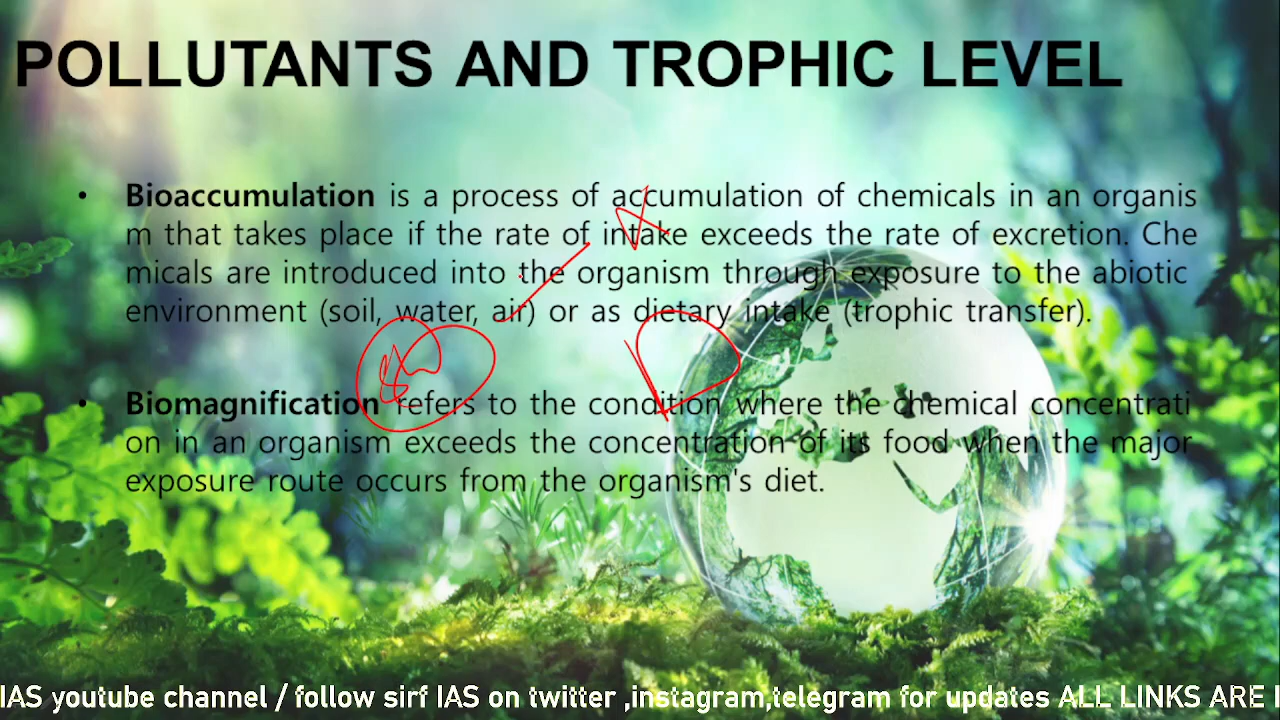 POLLUTANTS AND TROPHIC LEVEL
• Bioaccumulation is a process of accumulation of chemicals in an organis
m that takes place if the rate of intake exceeds the rate of excretion. Che
micals are introduced into the organism through exposure to the abiotic
environment (soil, water, air) or as dietary intake (trophic transfer).
• Biomagnification refers to the condition where the chemical concentrati
on in an organism exceeds the concentration of its food when the major
exposure route occurs from the organism's diet.
IAS youtube channel / follow sirf IAS on twitter ,instagram,telegram for updates ALL LINKS ARE